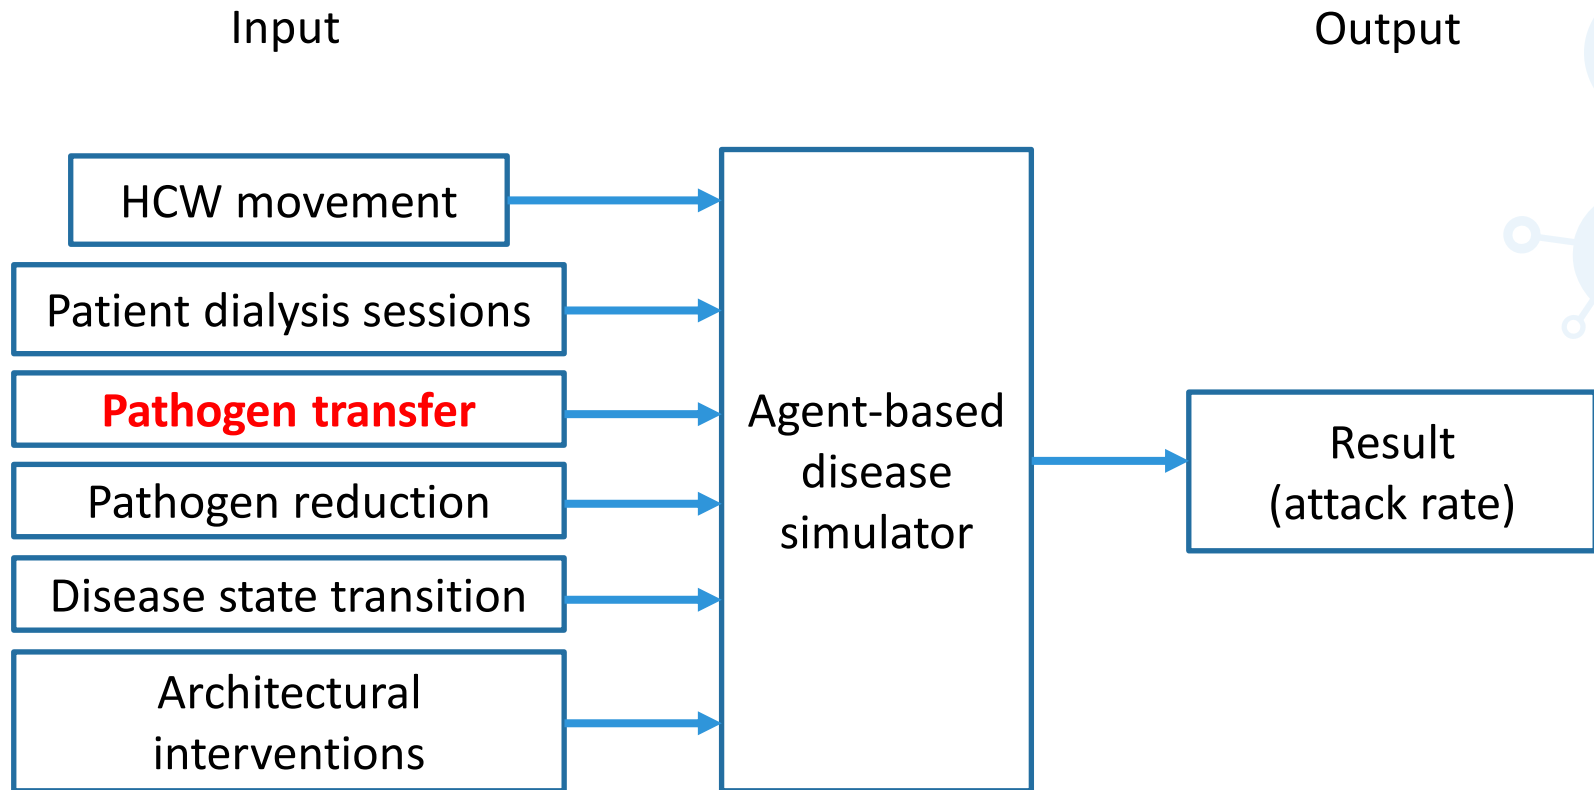 Input
Output
HCW movement
Patient dialysis sessions
Pathogen transfer
Pathogen reduction
Disease state transition
Architectural
interventions
Agent-based
disease
simulator
Result
(attack rate)